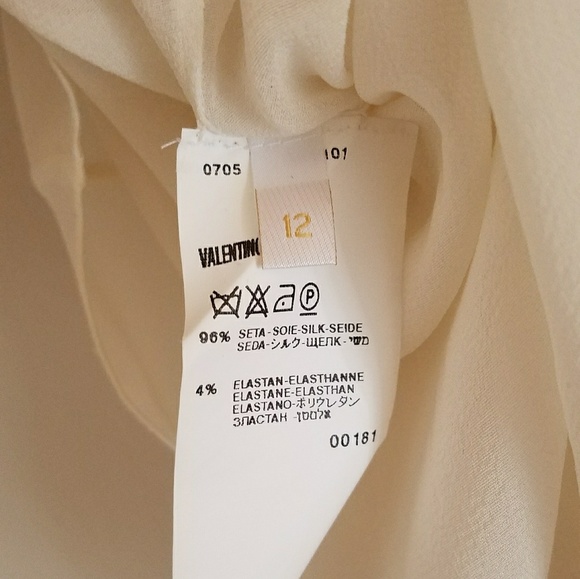 0705 101
12
VALENTINO
P
96% SETA-SOIE-SILK-SEIDE
SEDA-シルク-ЩЕЛК-משי
4% ELASTAN-ELASTHANNE
ELASTANE-ELASTHAN
ELASTANO-ポリウレタン
ЗЛАСТАН -אלסטן
00181